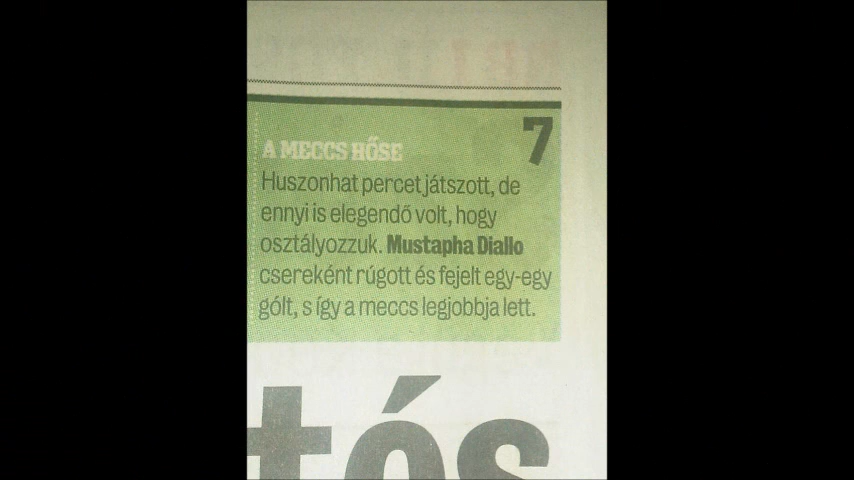 7
A MECCS HŐSE
Huszonhat percet játszott, de
ennyi is elegendő volt, hogy
osztályozzuk. Mustapha Diallo
csereként rúgott és fejelt egy-egy
gólt, s így a meccs legjobbja lett.
tós